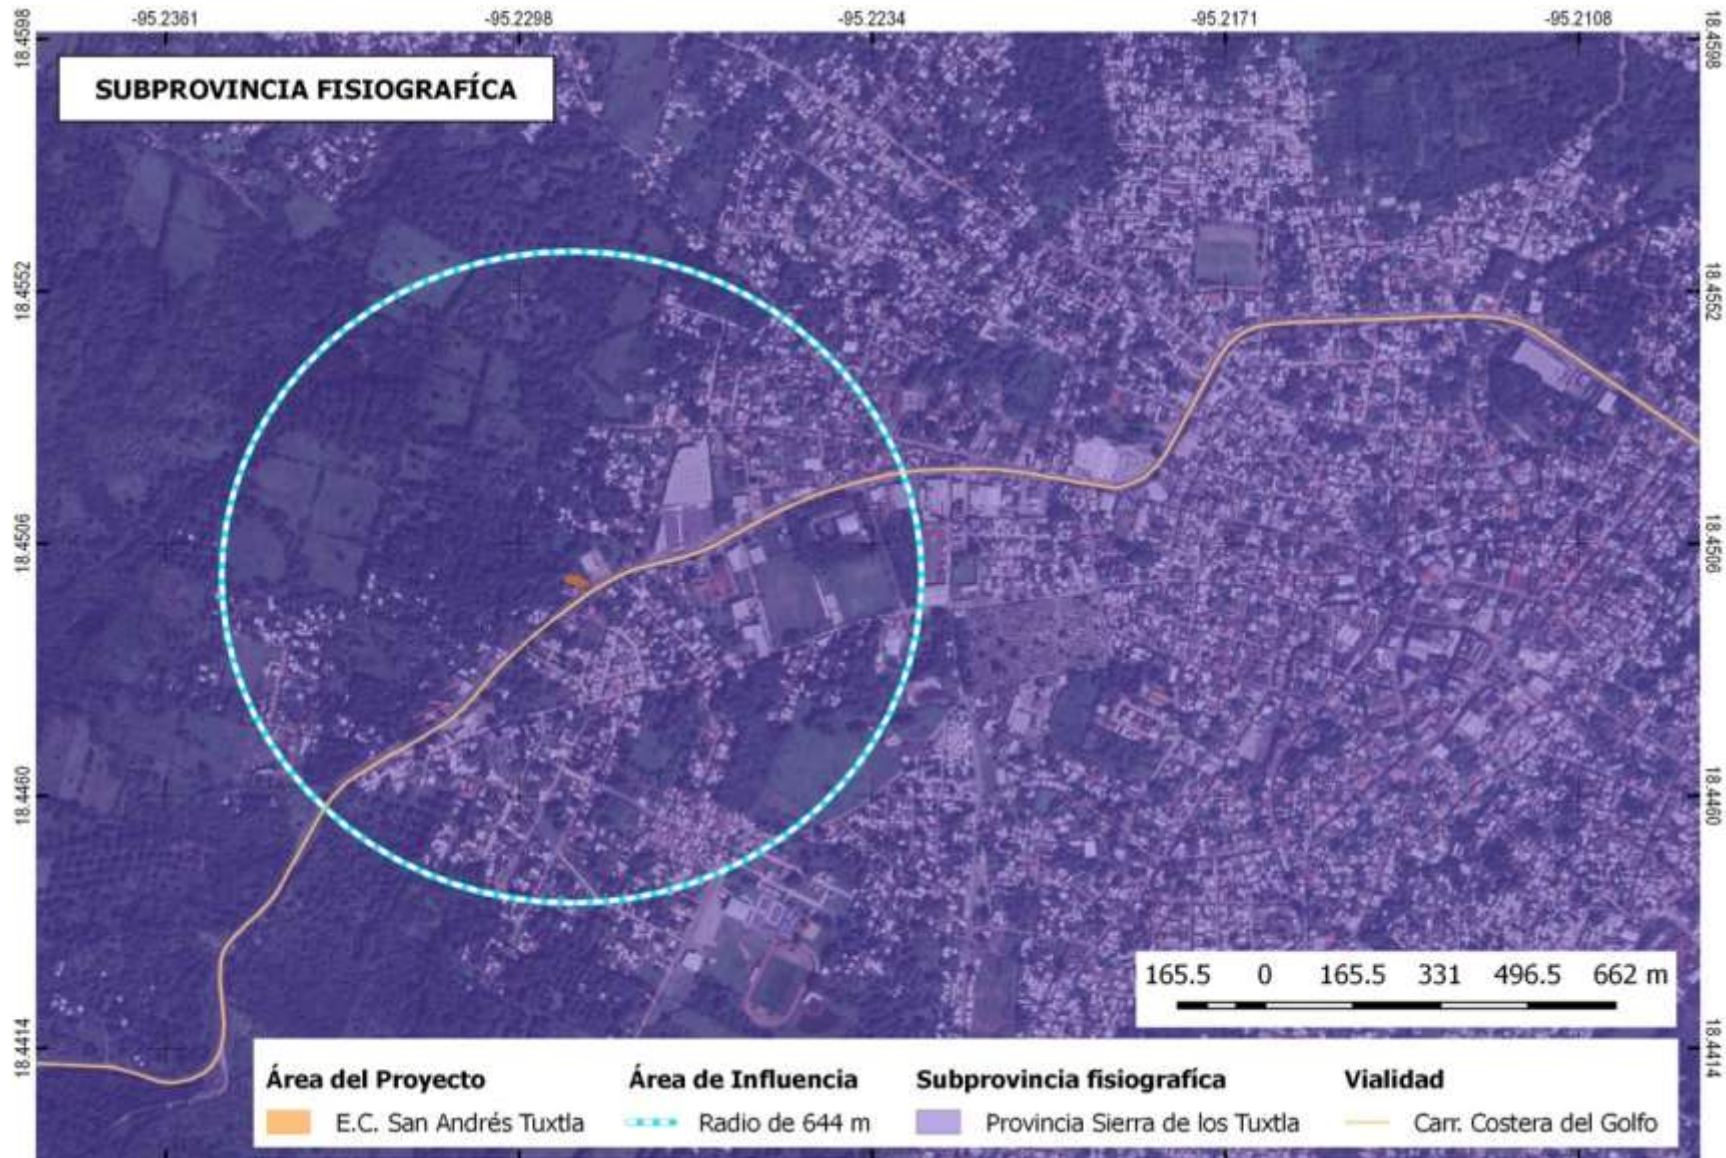 -95.2361 -95.2298 -95.2234 -95.2171 -95.2108
18.4598 18.4598
SUBPROVINCIA FISIOGRAFÍCA
18.4552 18.4552
18.4506 18.4506
18.4460 18.4460
165.5 0 165.5 331 496.5 662 m
18.4414 18.4414
Área del Proyecto Área de Influencia Subprovincia fisiografíca Vialidad
E.C. San Andrés Tuxtla Radio de 644 m Provincia Sierra de los Tuxtla Carr. Costera del Golfo